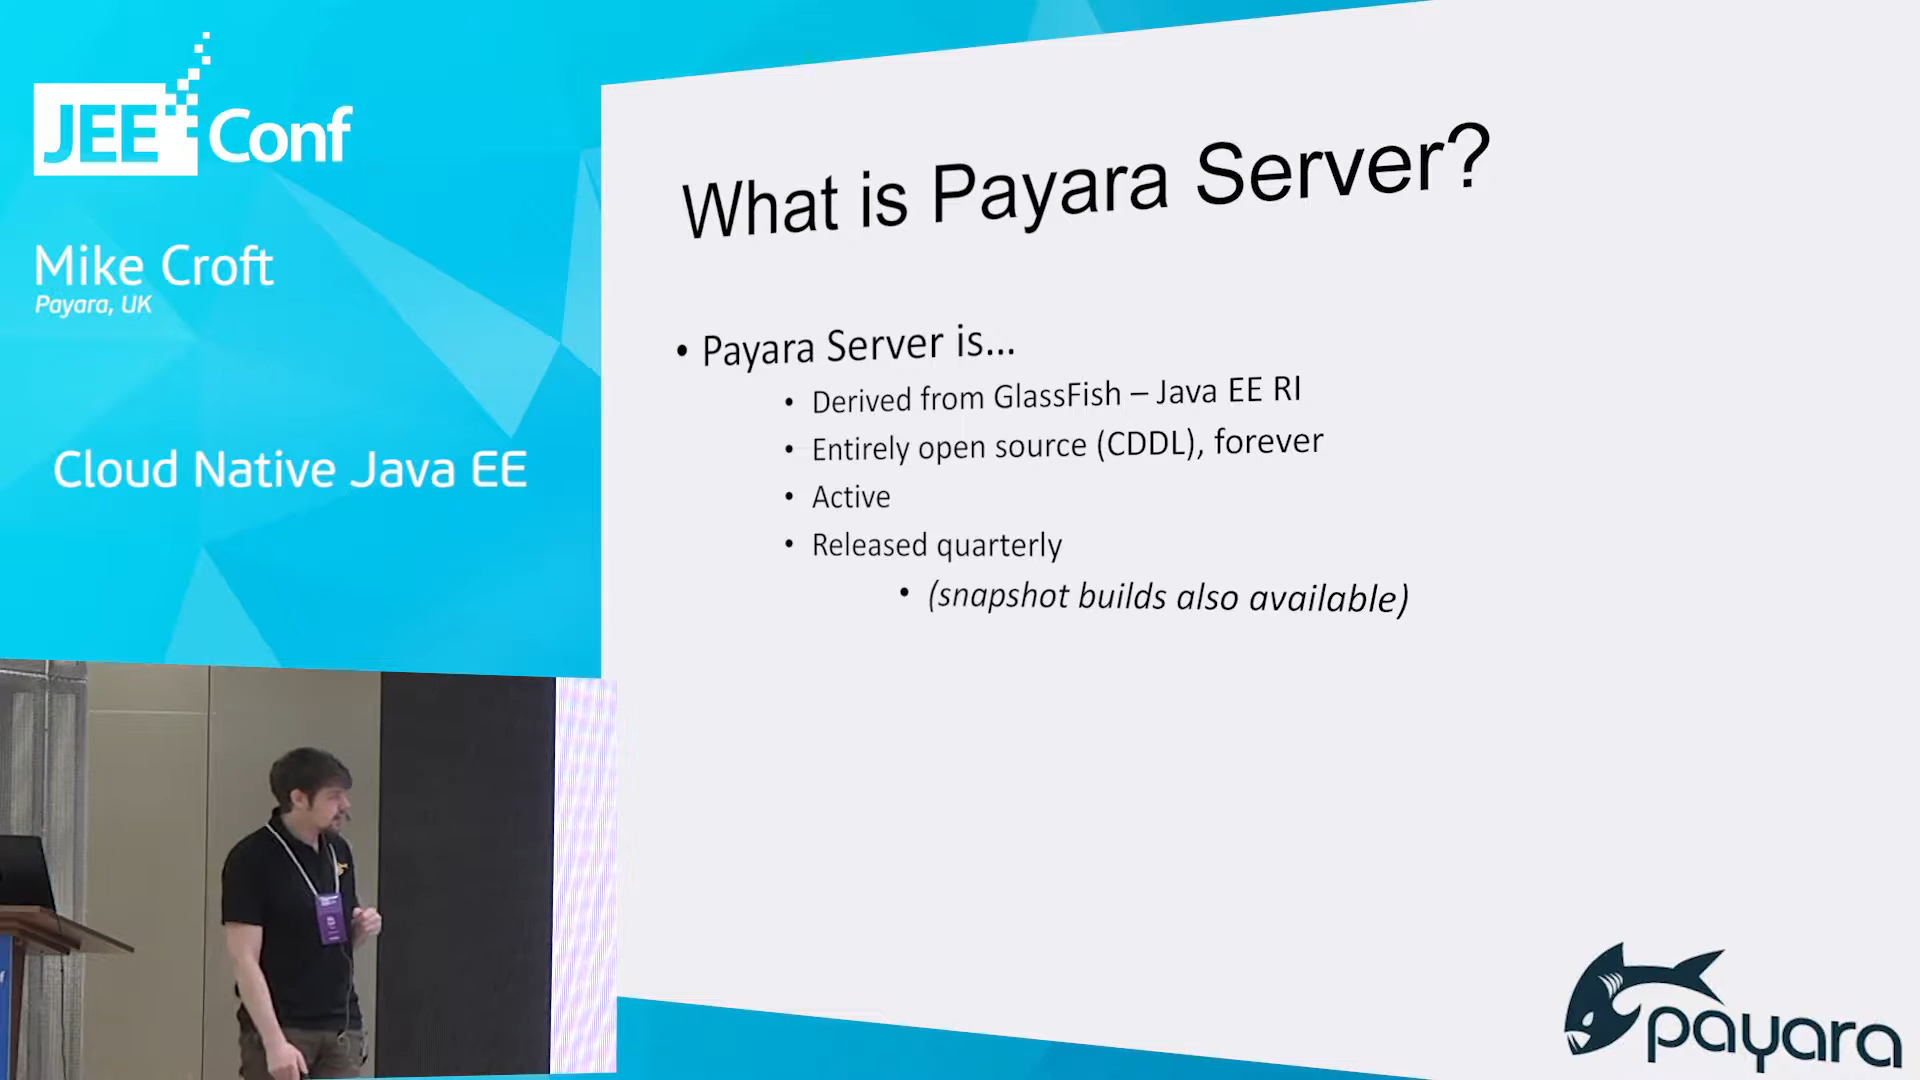 JEE Conf
Mike Croft
Payara, UK
Cloud Native Java EE
What is Payara Server?
• Payara Server is...
• Derived from GlassFish – Java EE RI
• Entirely open source (CDDL), forever
• Active
• Released quarterly
• (snapshot builds also available)
payara